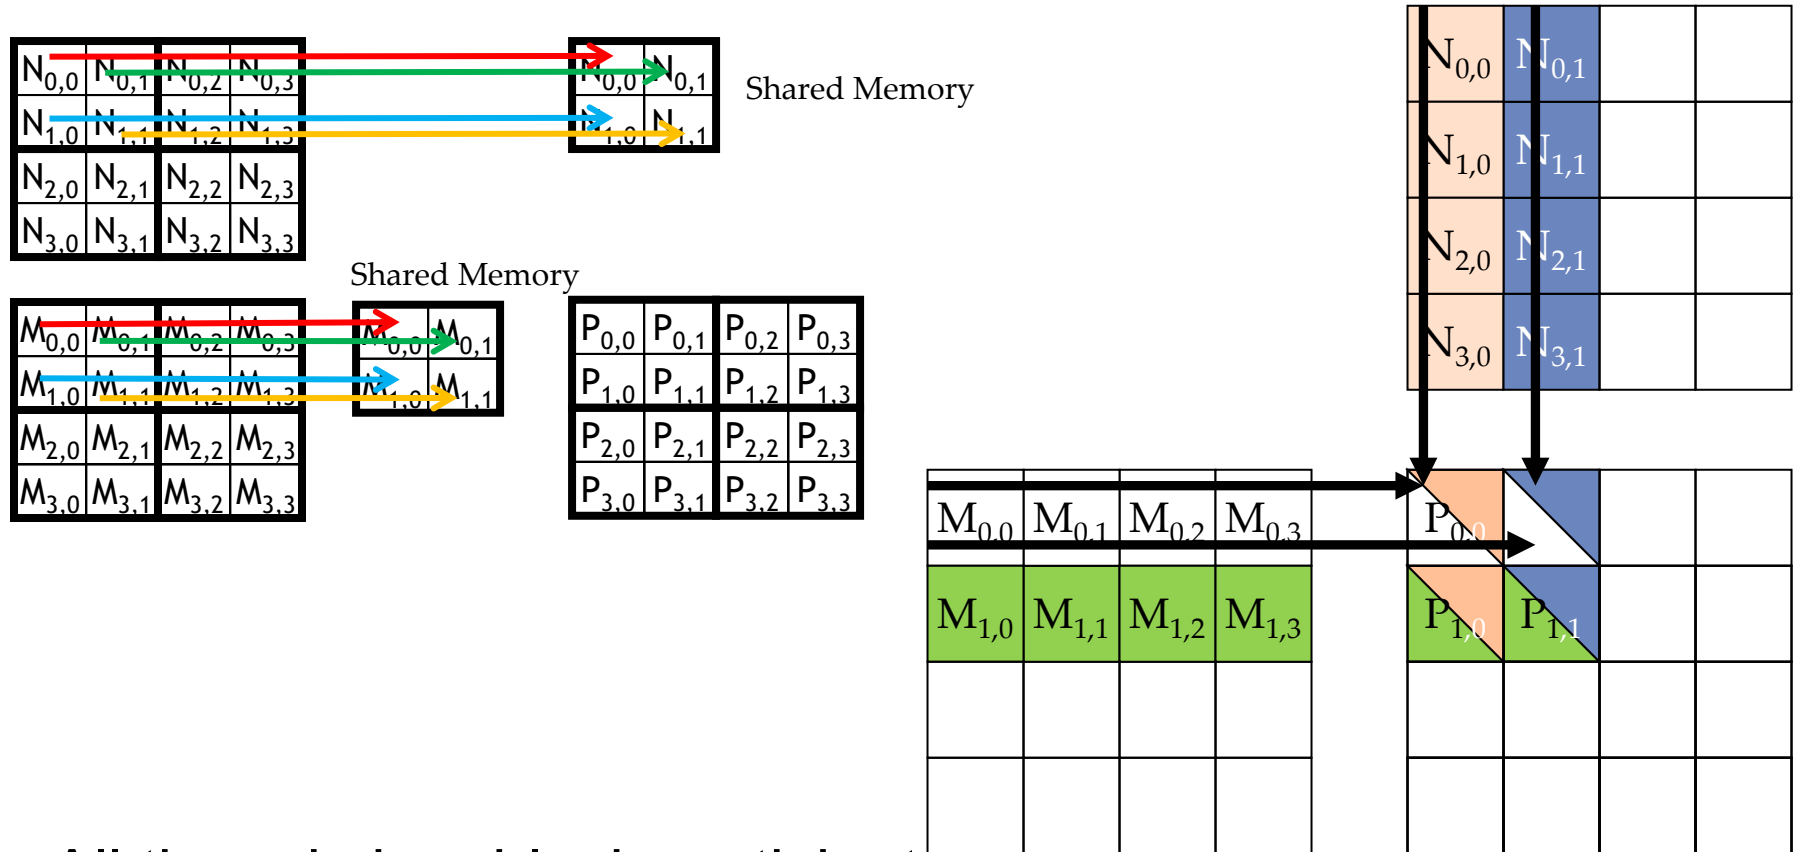 N0,0 N0,1 N0,2 N0,3
N1,0 N1,1 N1,2 N1,3
N2,0 N2,1 N2,2 N2,3
N3,0 N3,1 N3,2 N3,3
N0,0 N0,1
N1,0 N1,1
Shared Memory
Shared Memory
M0,0 M0,1 M0,2 M0,3
M1,0 M1,1 M1,2 M1,3
M2,0 M2,1 M2,2 M2,3
M3,0 M3,1 M3,2 M3,3
M0,0 M0,1
M1,0 M1,1
P0,0 P0,1 P0,2 P0,3
P1,0 P1,1 P1,2 P1,3
P2,0 P2,1 P2,2 P2,3
P3,0 P3,1 P3,2 P3,3
N0,0 N0,1
N1,0 N1,1
N2,0 N2,1
N3,0 N3,1
M0,0 M0,1 M0,2 M0,3
M1,0 M1,1 M1,2 M1,3
P0,0
P1,0 P1,1